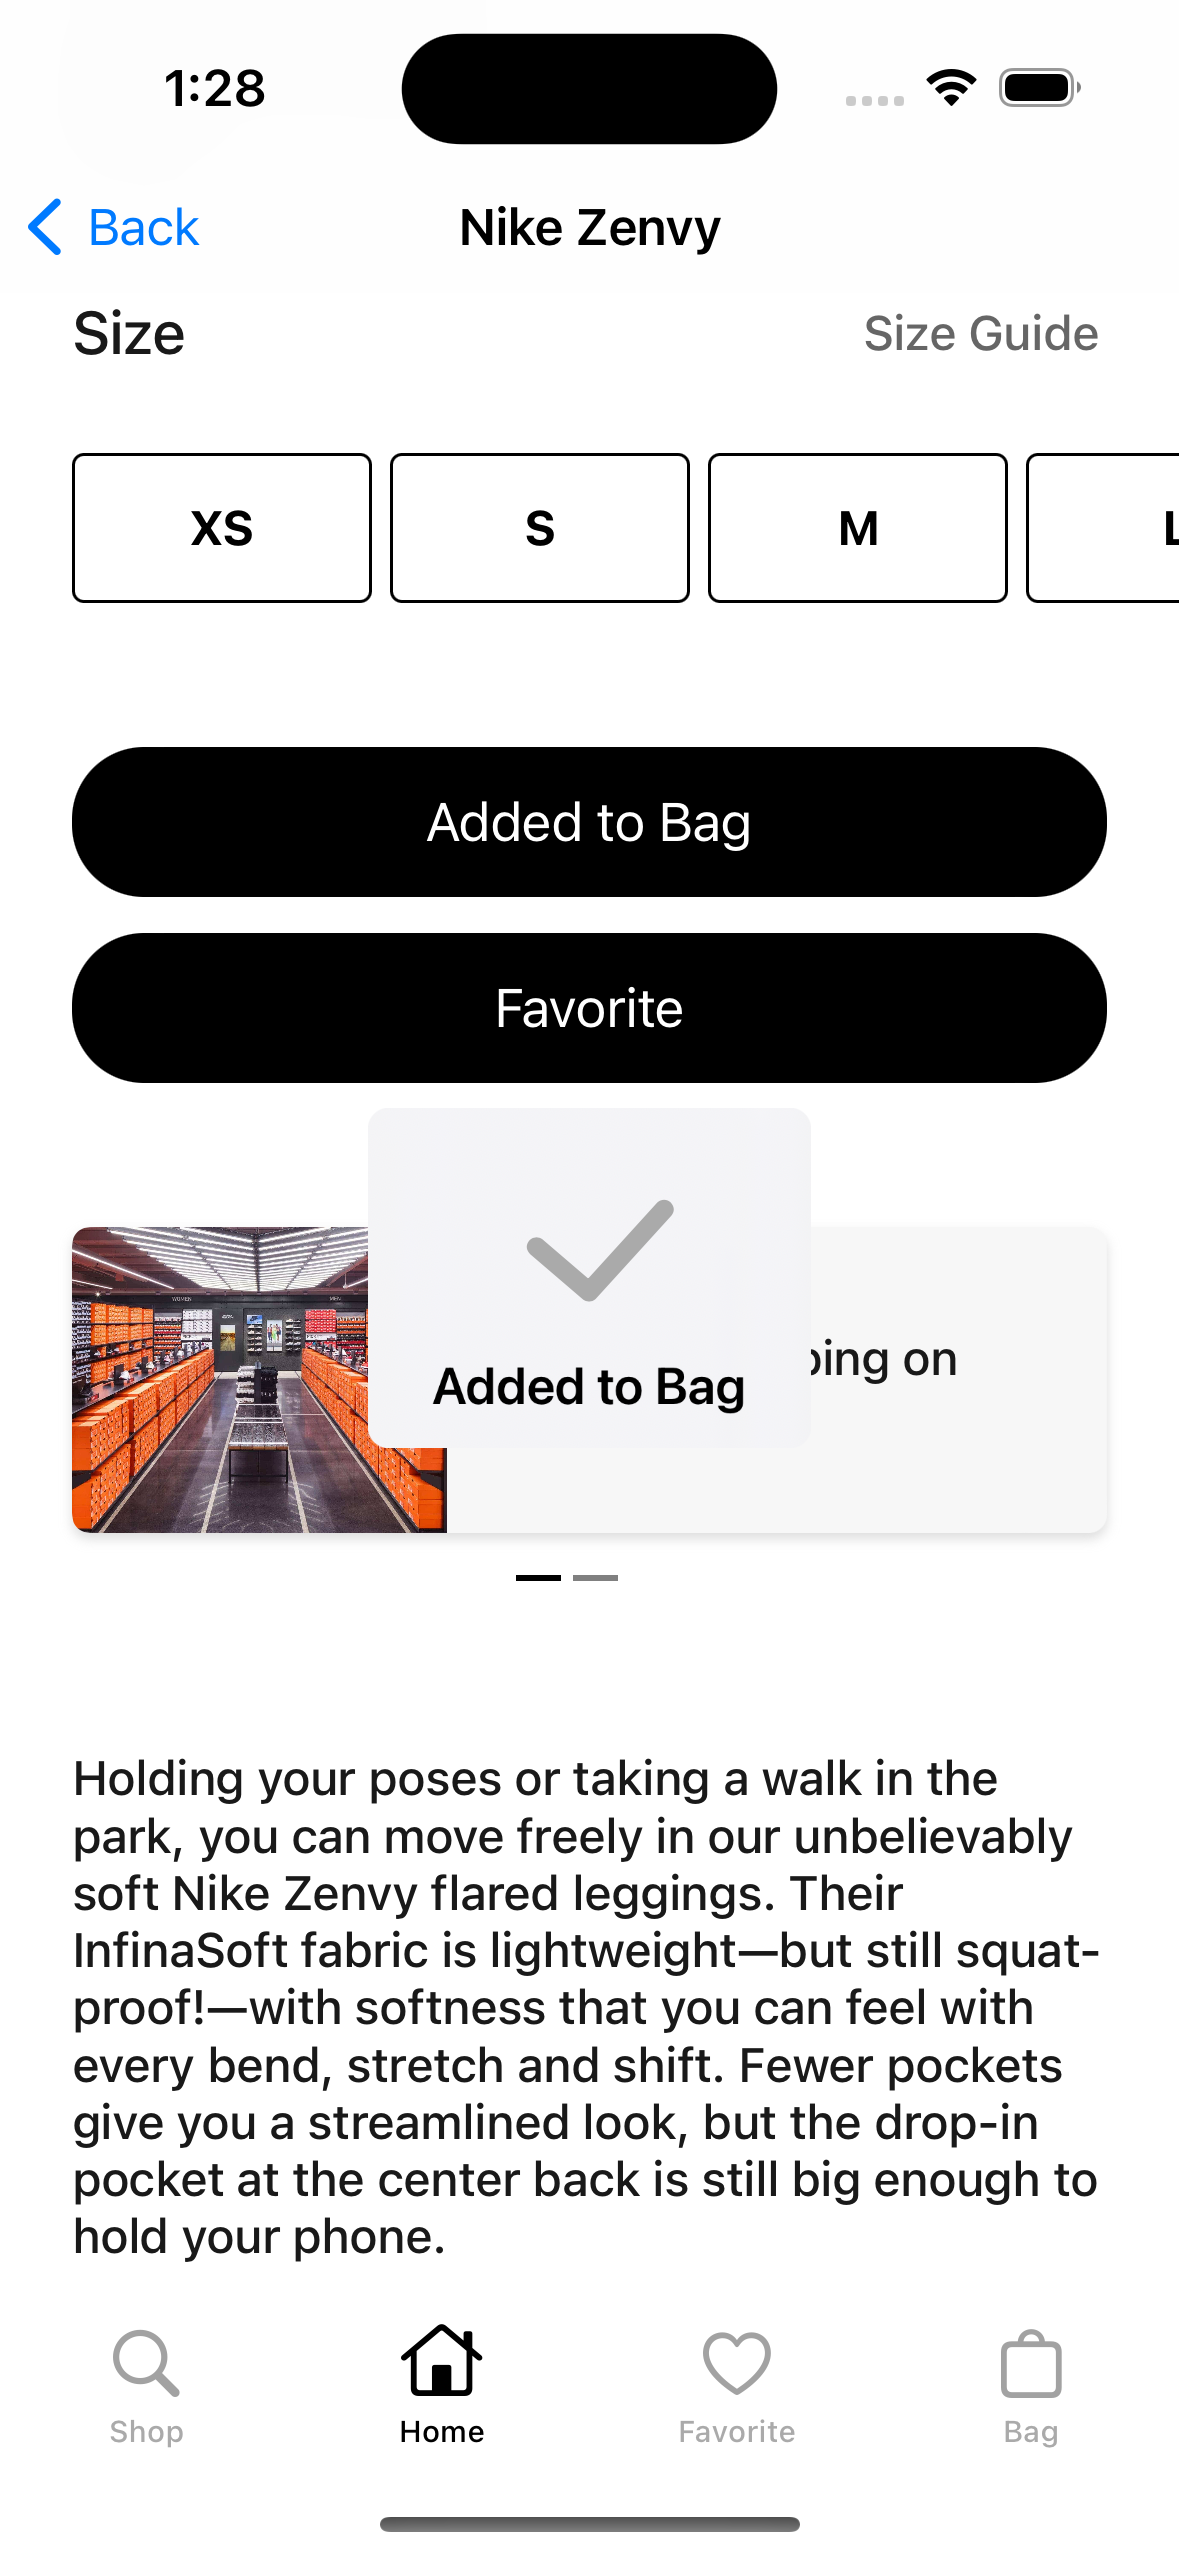 1:28
Back
Nike Zenvy
Size
Size Guide
XS
S
M
L
Added to Bag
Favorite
Added to Bag
on
Holding your poses or taking a walk in the
park, you can move freely in our unbelievably
soft Nike Zenvy flared leggings. Their
InfinaSoft fabric is lightweight—but still squat-
proof!—with softness that you can feel with
every bend, stretch and shift. Fewer pockets
give you a streamlined look, but the drop-in
pocket at the center back is still big enough to
hold your phone.
Shop
Home
Favorite
Bag